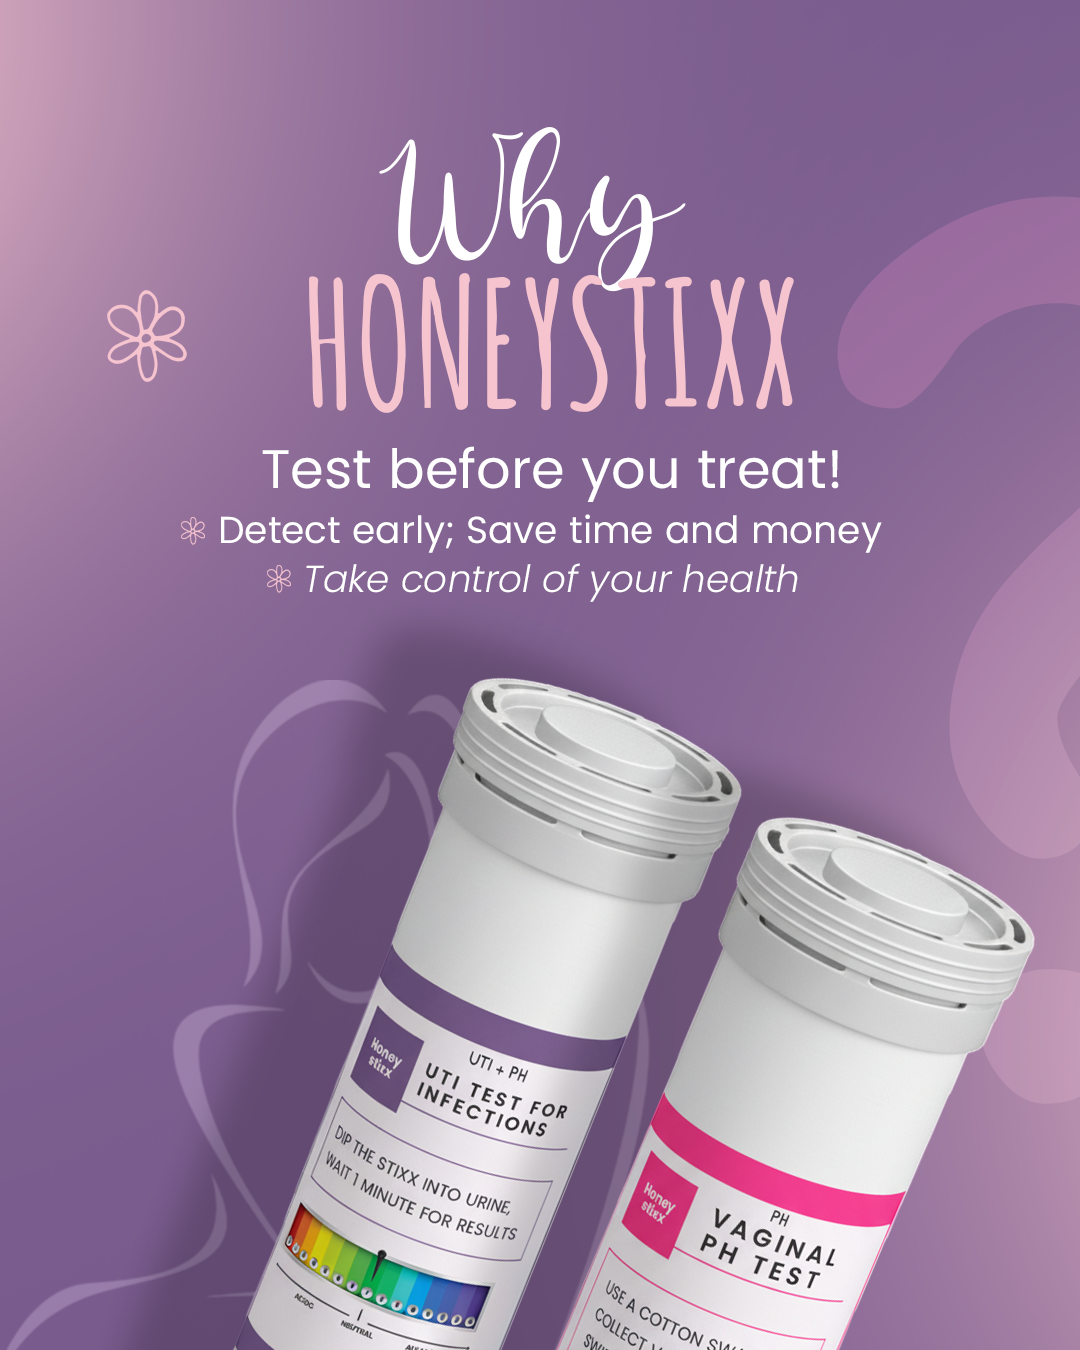 Why
HONEYSTIXX
Test before you treat!
Detect early; Save time and money
Take control of your health
Honey
stixx
UTI + PH
UTI TEST FOR
INFECTIONS
DIP THE STIXX INTO URINE,
WAIT 1 MINUTE FOR RESULTS
ACIDIC
NEUTRAL
Honey
stixx
PH
VAGINAL
PH TEST
USE A COTTON
COLLECT